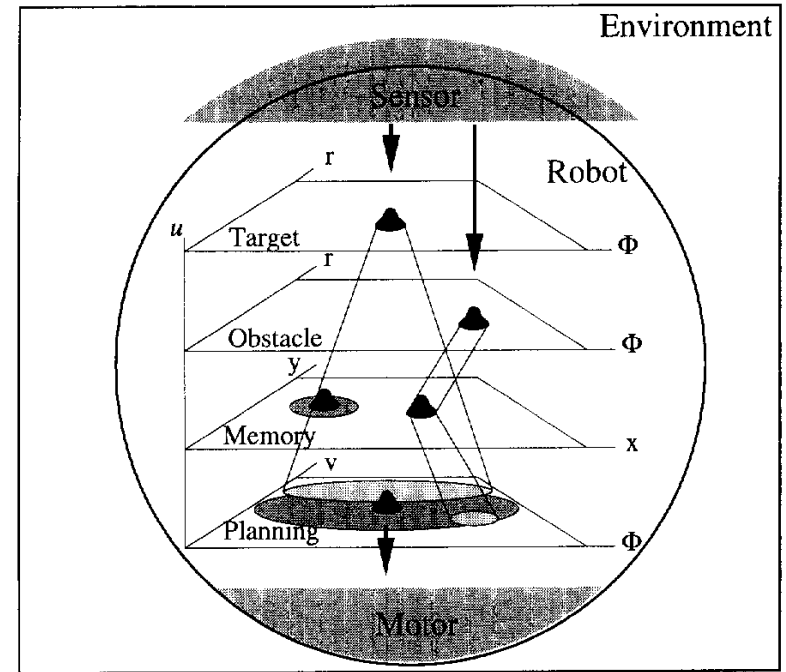 Environment
Sensor
Robot
r
u
Target
Φ
r
Obstacle
Φ
y
Memory
x
v
Planning
Φ
Motor